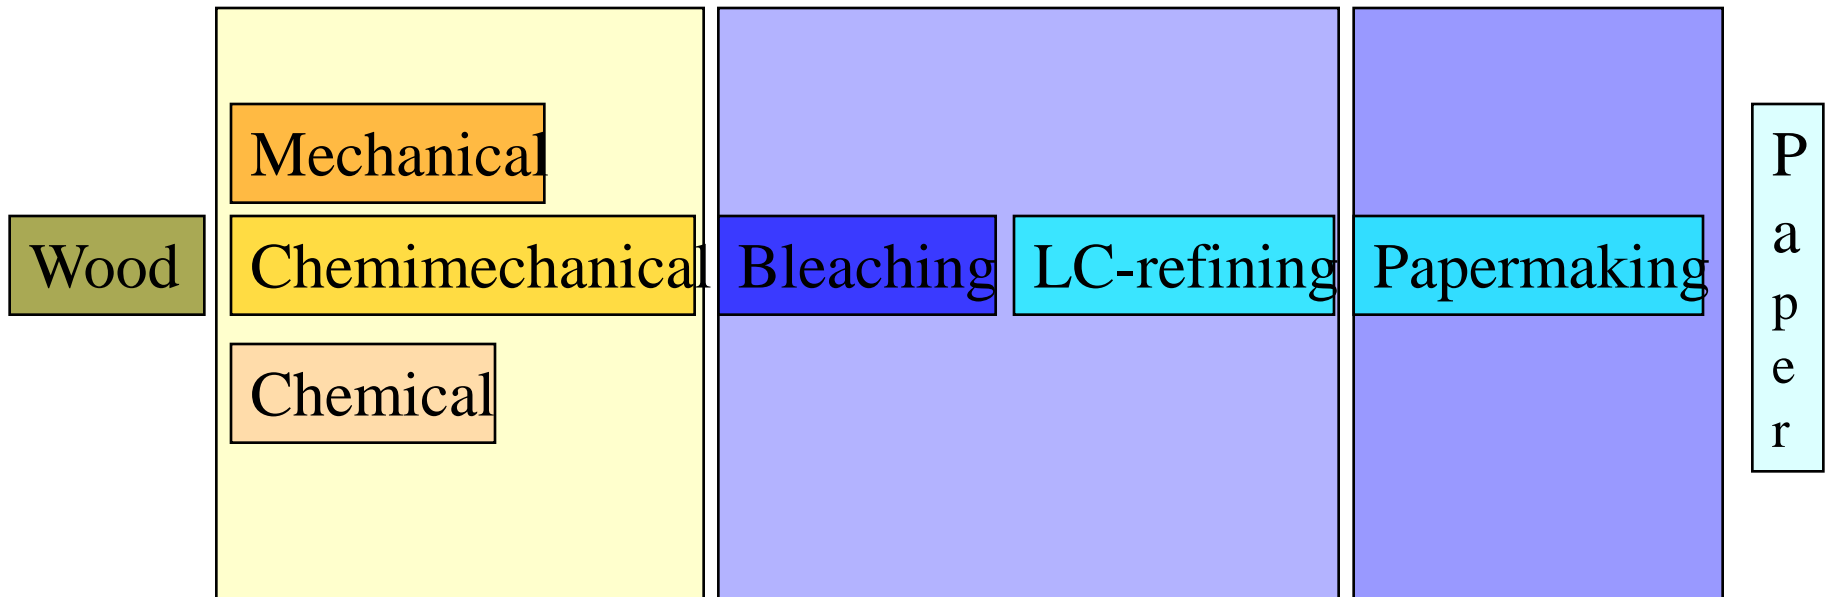 Wood
Mechanical
Chemimechanical
Chemical
Bleaching
LC-refining
Papermaking
P
a
p
e
r